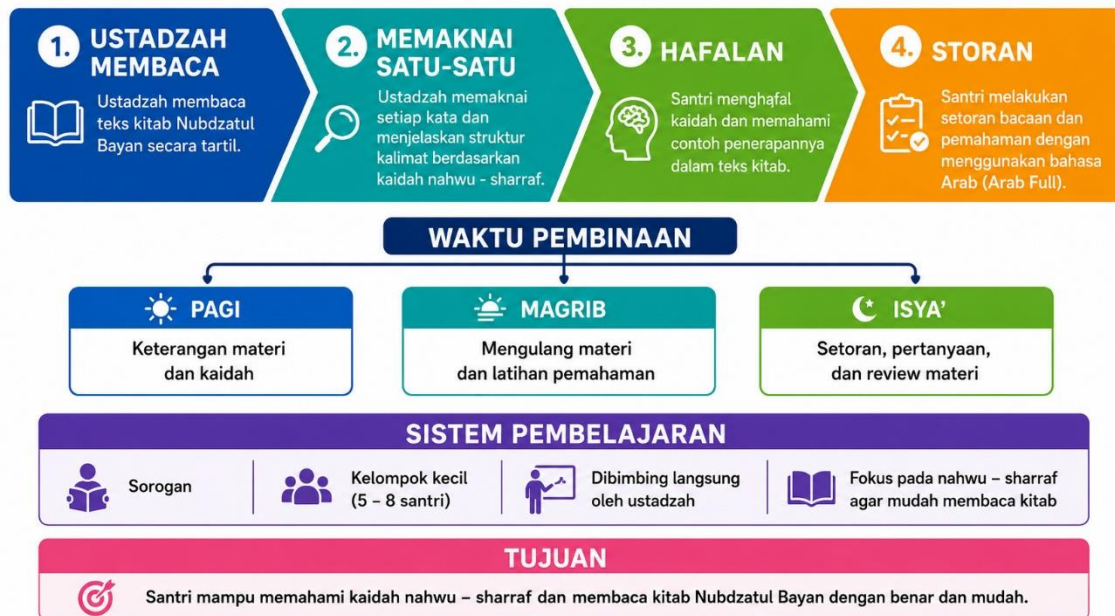 1. USTADZAH
MEMBACA
Ustadzah membaca
teks kitab Nubdzatul
Bayan secara tartil.
2. MEMAKNAI
SATU-SATU
Ustadzah memaknai
setiap kata dan
menjelaskan struktur
kalimat berdasarkan
kaidah nahwu - sharraf.
3. HAFALAN
Santri menghafal
kaidah dan memahami
contoh penerapannya
dalam teks kitab.
4. STORAN
Santri melakukan
setoran bacaan dan
pemahaman dengan
menggunakan bahasa
Arab (Arab Full).
WAKTU PEMBINAAN
PAGI
Keterangan materi
dan kaidah
MAGRIB
Mengulang materi
dan latihan pemahaman
ISYA'
Setoran, pertanyaan,
dan review materi
SISTEM PEMBELAJARAN
Sorogan
Kelompok kecil
(5 – 8 santri)
Dibimbing langsung
oleh ustadzah
Fokus pada nahwu – sharraf
agar mudah membaca kitab
TUJUAN
Santri mampu memahami kaidah nahwu – sharraf dan membaca kitab Nubdzatul Bayan dengan benar dan mudah.